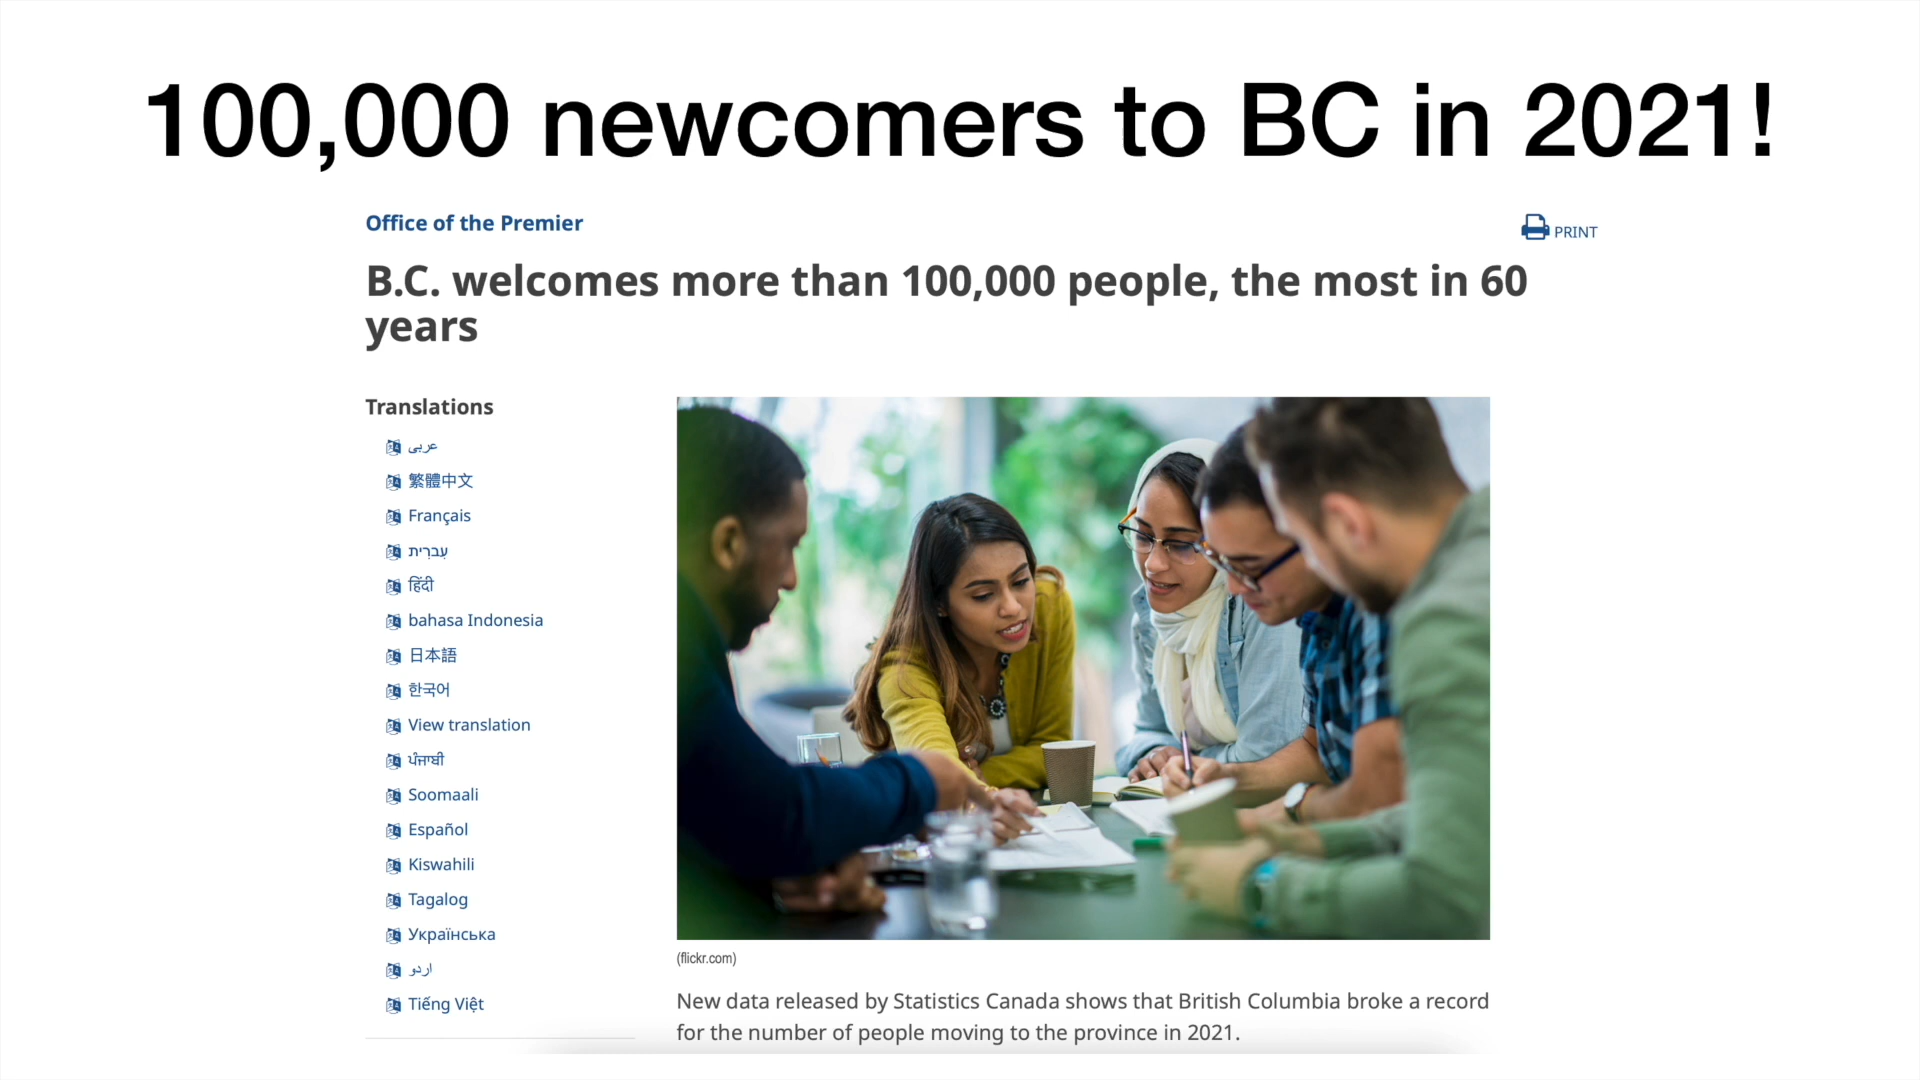 100,000 newcomers to BC in 2021!
Office of the Premier
PRINT
B.C. welcomes more than 100,000 people, the most in 60
years
Translations
عربى
繁體中文
Français
עִברִית
हिंदी
bahasa Indonesia
日本語
한국어
View translation
ਪੰਜਾਬੀ
Soomaali
Español
Kiswahili
Tagalog
Українська
اردو
Tiếng Việt
(flickr.com)
New data released by Statistics Canada shows that British Columbia broke a record
for the number of people moving to the province in 2021.